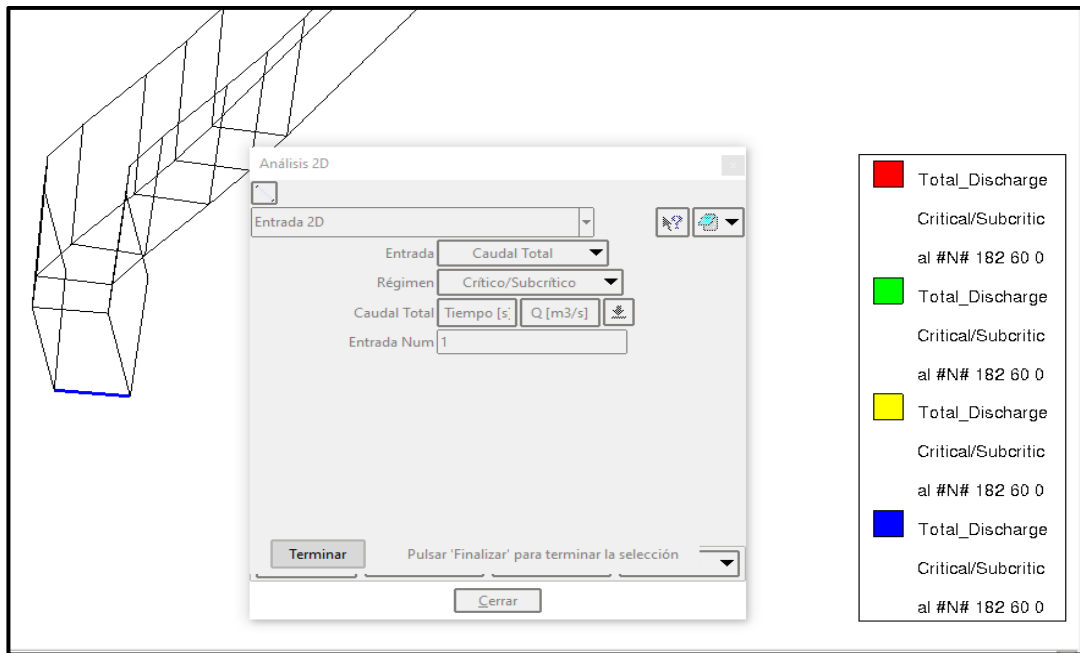 Análisis 2D
x
Entrada 2D
Entrada Caudal Total
Régimen Crítico/Subcrítico
Caudal Total Tiempo [s] Q [m3/s]
Entrada Num 1
Terminar Pulsar 'Finalizar' para terminar la selección
Cerrar
Total_Discharge
Critical/Subcritic
al #N# 182 60 0
Total_Discharge
Critical/Subcritic
al #N# 182 60 0
Total_Discharge
Critical/Subcritic
al #N# 182 60 0
Total_Discharge
Critical/Subcritic
al #N# 182 60 0